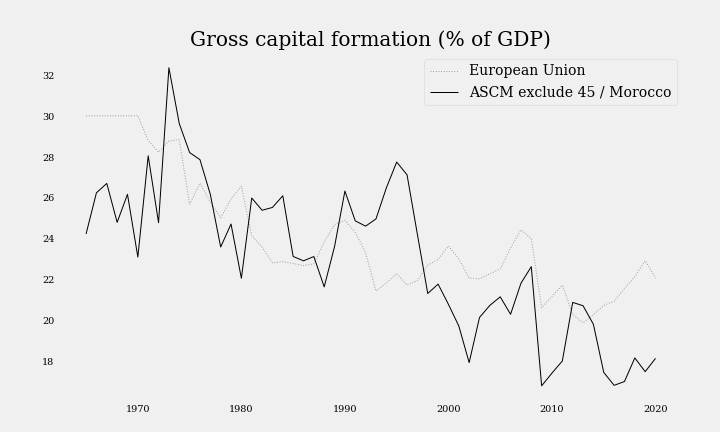 Gross capital formation (% of GDP)
European Union
ASCM exclude 45 / Morocco
32
30
28
26
24
22
20
18
1970 1980 1990 2000 2010 2020